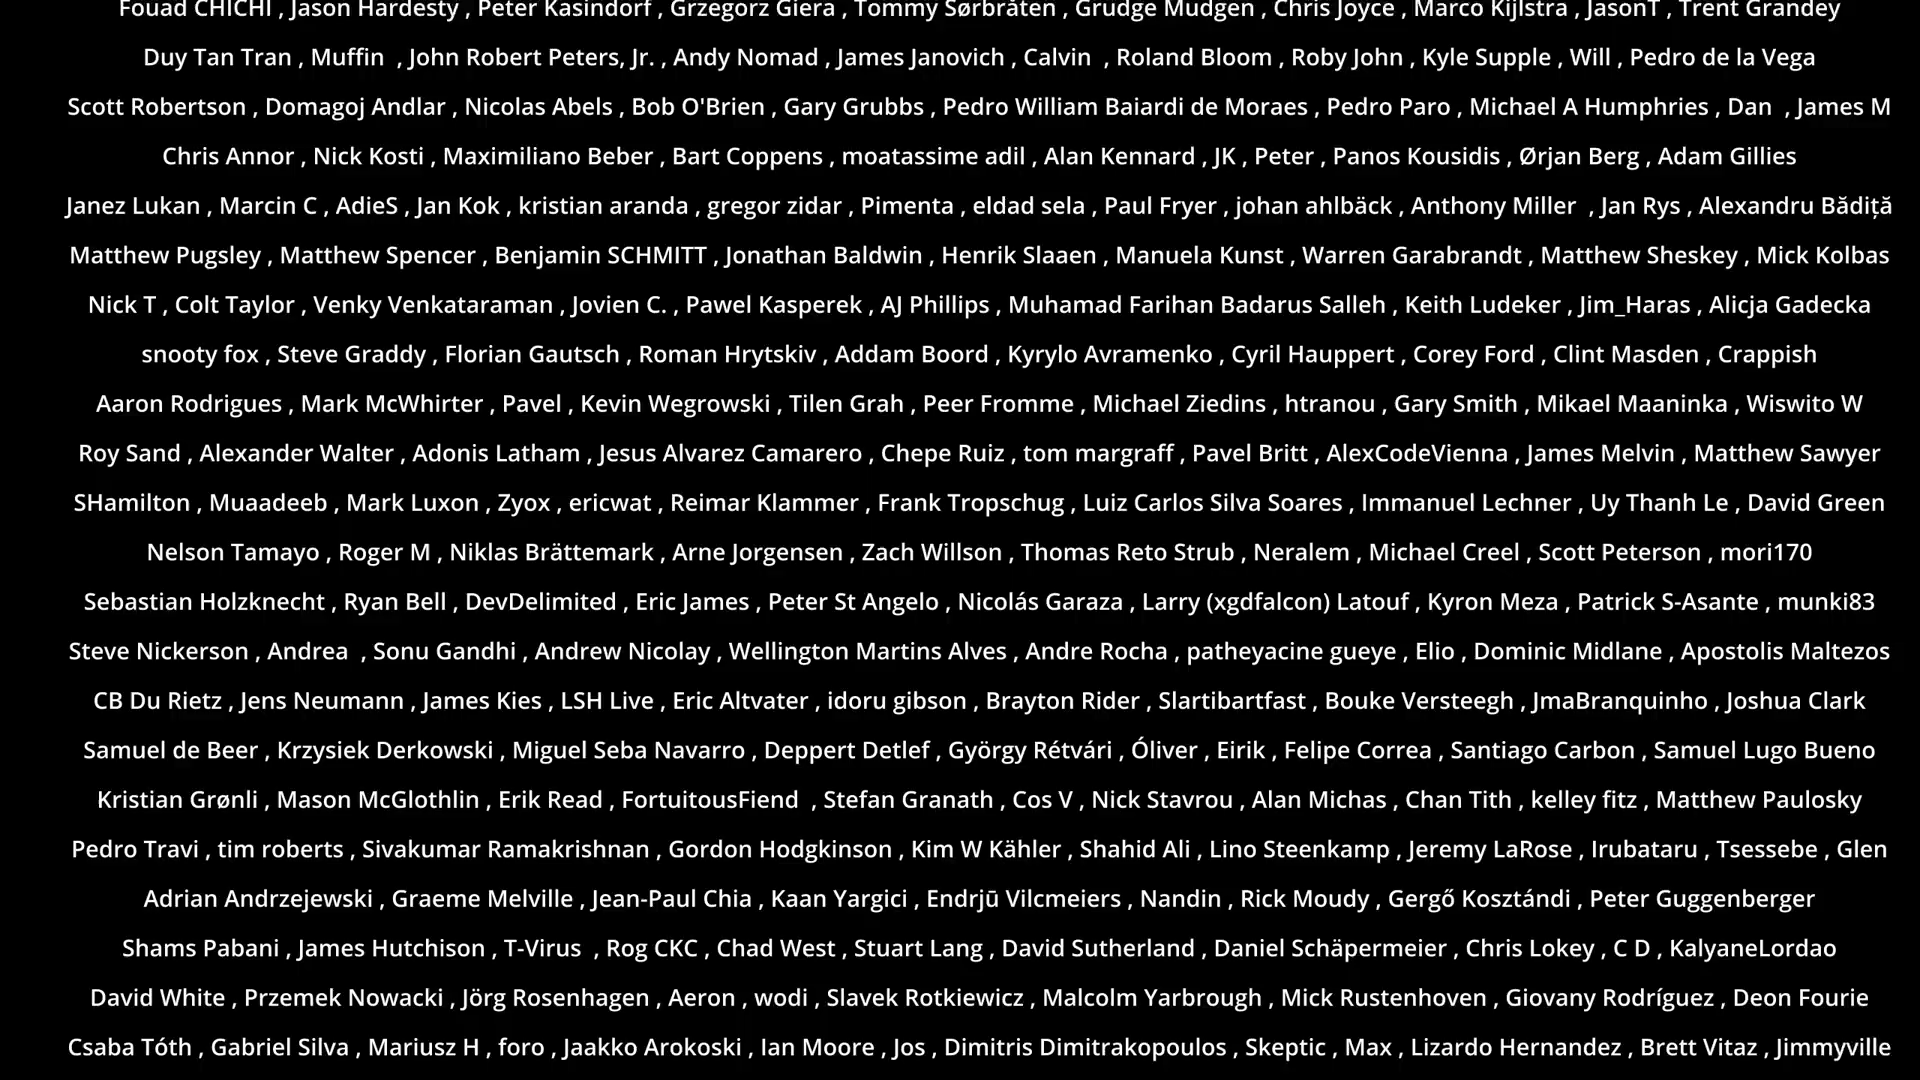 Fouad CHICHI , Jason Hardesty , Peter Kasindorf , Grzegorz Giera , Tommy Sørbråten , Grudge Mudgen , Chris Joyce , Marco Kijlstra , JasonT , Trent Grandey
Duy Tan Tran , Muffin  , John Robert Peters, Jr. , Andy Nomad , James Janovich , Calvin  , Roland Bloom , Roby John , Kyle Supple , Will , Pedro de la Vega
Scott Robertson , Domagoj Andlar , Nicolas Abels , Bob O'Brien , Gary Grubbs , Pedro William Baiardi de Moraes , Pedro Paro , Michael A Humphries , Dan  , James M
Chris Annor , Nick Kosti , Maximiliano Beber , Bart Coppens , moatassime adil , Alan Kennard , JK , Peter , Panos Kousidis , Ørjan Berg , Adam Gillies
Janez Lukan , Marcin C , AdieS , Jan Kok , kristian aranda , gregor zidar , Pimenta , eldad sela , Paul Fryer , johan ahlbäck , Anthony Miller  , Jan Rys , Alexandru Bădiță
Matthew Pugsley , Matthew Spencer , Benjamin SCHMITT , Jonathan Baldwin , Henrik Slaaen , Manuela Kunst , Warren Garabrandt , Matthew Sheskey , Mick Kolbas
Nick T , Colt Taylor , Venky Venkataraman , Jovien C. , Pawel Kasperek , AJ Phillips , Muhamad Farihan Badarus Salleh , Keith Ludeker , Jim_Haras , Alicja Gadecka
snooty fox , Steve Graddy , Florian Gautsch , Roman Hrytskiv , Addam Boord , Kyrylo Avramenko , Cyril Hauppert , Corey Ford , Clint Masden , Crappish
Aaron Rodrigues , Mark McWhirter , Pavel , Kevin Wegrowski , Tilen Grah , Peer Fromme , Michael Ziedins , htranou , Gary Smith , Mikael Maaninka , Wiswito W
Roy Sand , Alexander Walter , Adonis Latham , Jesus Alvarez Camarero , Chepe Ruiz , tom margraff , Pavel Britt , AlexCodeVienna , James Melvin , Matthew Sawyer
SHamilton , Muaadeeb , Mark Luxon , Zyox , ericwat , Reimar Klammer , Frank Tropschug , Luiz Carlos Silva Soares , Immanuel Lechner , Uy Thanh Le , David Green
Nelson Tamayo , Roger M , Niklas Brättemark , Arne Jorgensen , Zach Willson , Thomas Reto Strub , Neralem , Michael Creel , Scott Peterson , mori170
Sebastian Holzknecht , Ryan Bell , DevDelimited , Eric James , Peter St Angelo , Nicolás Garaza , Larry (xgdfalcon) Latouf , Kyron Meza , Patrick S-Asante , munki83
Steve Nickerson , Andrea  , Sonu Gandhi , Andrew Nicolay , Wellington Martins Alves , Andre Rocha , patheyacine gueye , Elio , Dominic Midlane , Apostolis Maltezos
CB Du Rietz , Jens Neumann , James Kies , LSH Live , Eric Altvater , idoru gibson , Brayton Rider , Slartibartfast , Bouke Versteegh , JmaBranquinho , Joshua Clark
Samuel de Beer , Krzysiek Derkowski , Miguel Seba Navarro , Deppert Detlef , György Rétvári , Óliver , Eirik , Felipe Correa , Santiago Carbon , Samuel Lugo Bueno
Kristian Grønli , Mason McGlothlin , Erik Read , FortuitousFiend  , Stefan Granath , Cos V , Nick Stavrou , Alan Michas , Chan Tith , kelley fitz , Matthew Paulosky
Pedro Travi , tim roberts , Sivakumar Ramakrishnan , Gordon Hodgkinson , Kim W Kähler , Shahid Ali , Lino Steenkamp , Jeremy LaRose , Irubataru , Tsessebe , Glen
Adrian Andrzejewski , Graeme Melville , Jean-Paul Chia , Kaan Yargici , Endrjū Vilcmeiers , Nandin , Rick Moudy , Gergő Kosztándi , Peter Guggenberger
Shams Pabani , James Hutchison , T-Virus  , Rog CKC , Chad West , Stuart Lang , David Sutherland , Daniel Schäpermeier , Chris Lokey , C D , KalyaneLordao
David White , Przemek Nowacki , Jörg Rosenhagen , Aeron , wodi , Slavek Rotkiewicz , Malcolm Yarbrough , Mick Rustenhoven , Giovany Rodríguez , Deon Fourie
Csaba Tóth , Gabriel Silva , Mariusz H , foro , Jaakko Arokoski , Ian Moore , Jos , Dimitris Dimitrakopoulos , Skeptic , Max , Lizardo Hernandez , Brett Vitaz , Jimmyville